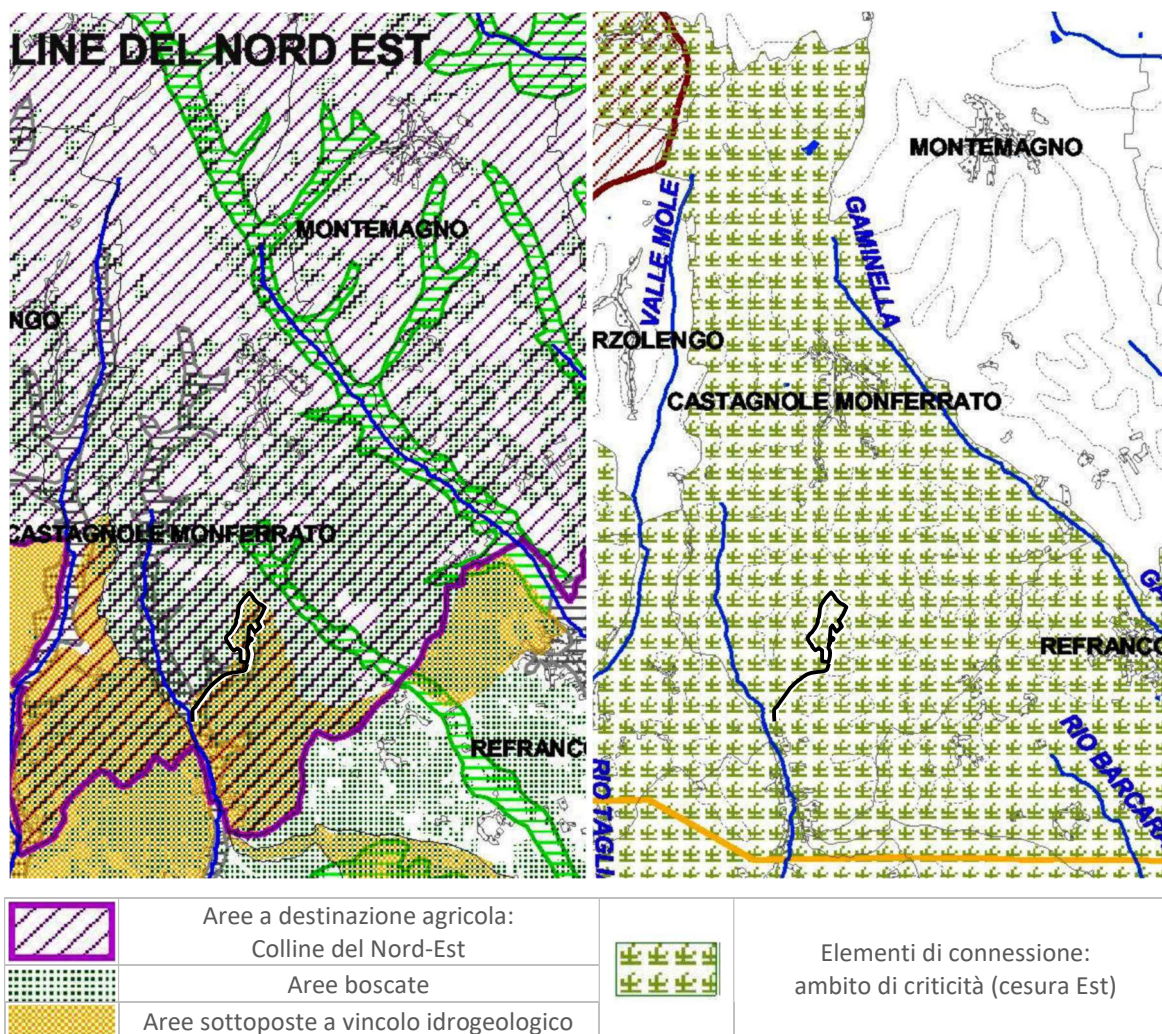 LINE DEL NORD EST
MONTEMAGNO
NGO
CASTAGNOLE MONFERRATO
REFRANC
MONTEMAGNO
VALLE MOLE
GAMINELLA
RZOLENGO
CASTAGNOLE MONFERRATO
GA
REFRANCO
RIO TAGLI
RIO BARCARA
Aree a destinazione agricola:
Colline del Nord-Est
Aree boscate
Aree sottoposte a vincolo idrogeologico
Elementi di connessione:
ambito di criticità (cesura Est)